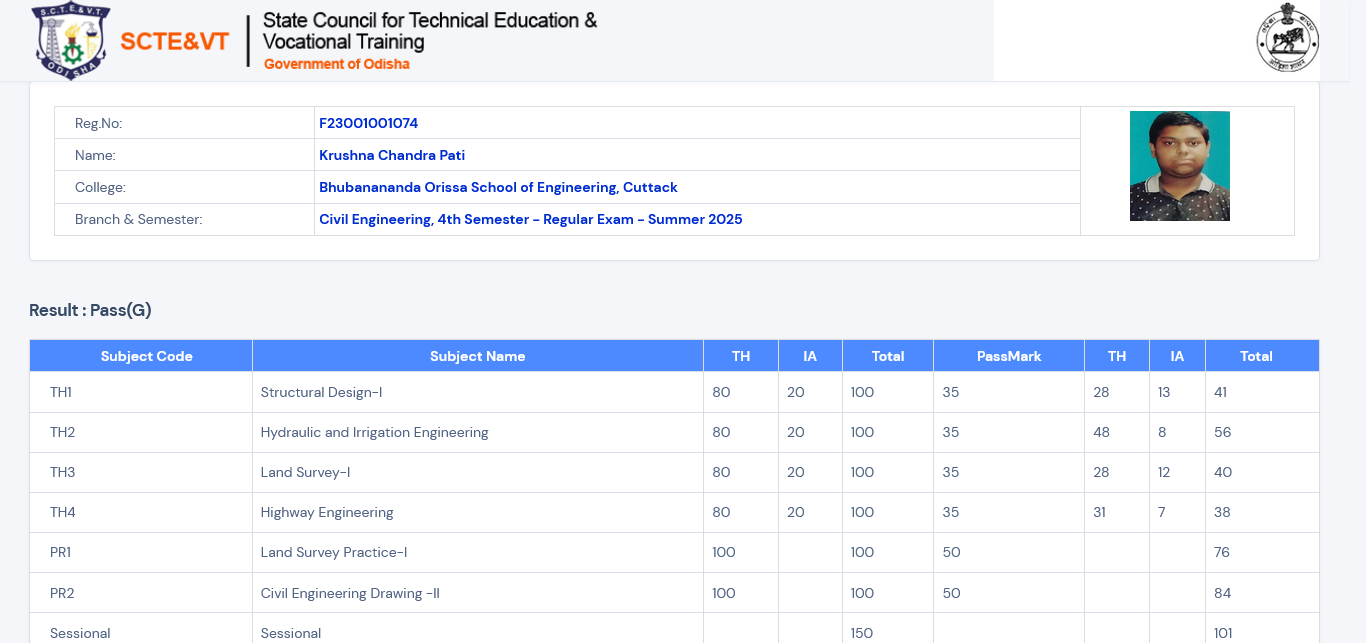 S.C.T.E.&V.T.
ODISHA
SCTE&VT
State Council for Technical Education &
Vocational Training
Government of Odisha
Reg.No: F23001001074
Name: Krushna Chandra Pati
College: Bhubanananda Orissa School of Engineering, Cuttack
Branch & Semester: Civil Engineering, 4th Semester - Regular Exam - Summer 2025
Result : Pass(G)
Subject Code Subject Name TH IA Total PassMark TH IA Total
TH1 Structural Design-I 80 20 100 35 28 13 41
TH2 Hydraulic and Irrigation Engineering 80 20 100 35 48 8 56
TH3 Land Survey-I 80 20 100 35 28 12 40
TH4 Highway Engineering 80 20 100 35 31 7 38
PR1 Land Survey Practice-I 100 100 50 76
PR2 Civil Engineering Drawing -II 100 100 50 84
Sessional Sessional 150 101